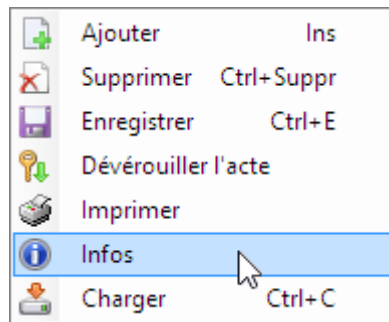 Ajouter Ins
Supprimer Ctrl+Suppr
Enregistrer Ctrl+E
Dévérouiller l'acte
Imprimer
Infos
Charger Ctrl+C